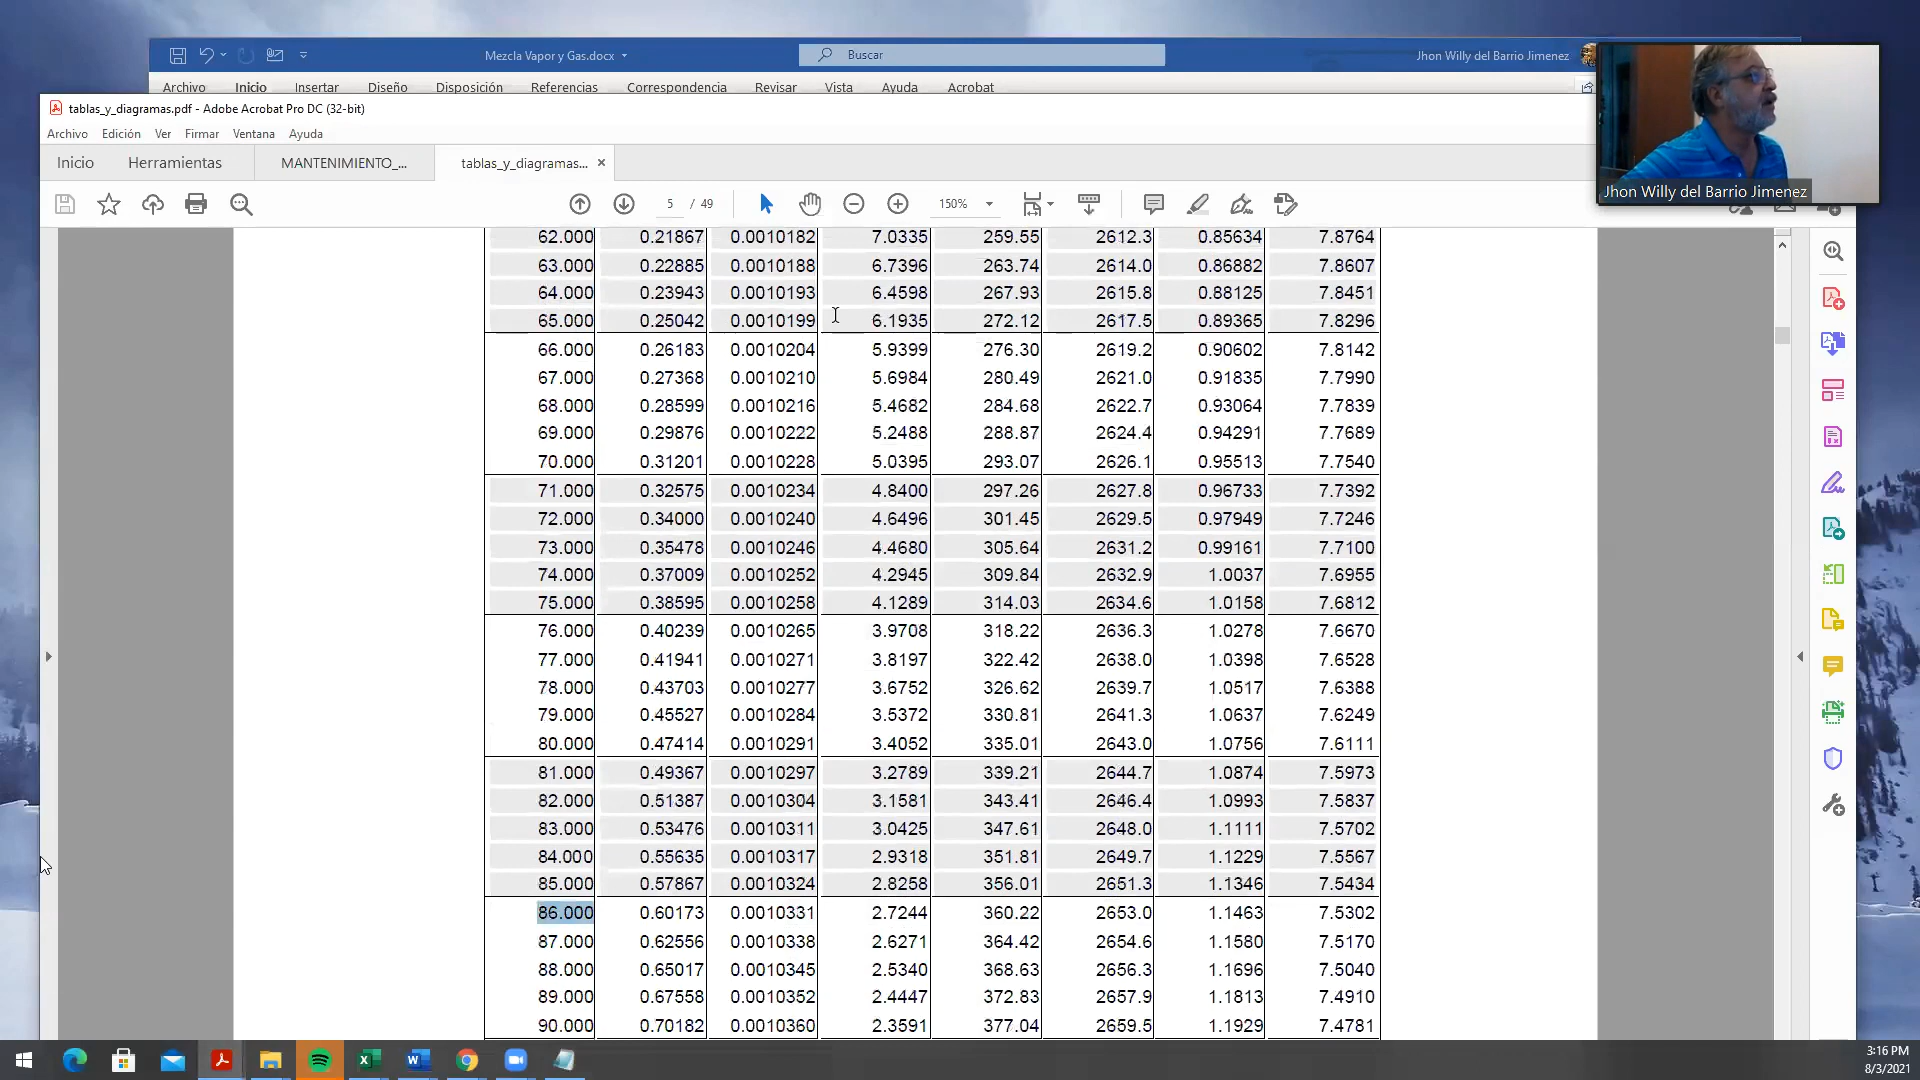 Mezcla Vapor y Gas.docx
Buscar
Jhon Willy del Barrio Jimenez
Archivo Inicio Insertar Diseño Disposición Referencias Correspondencia Revisar Vista Ayuda Acrobat
tablas_y_diagramas.pdf - Adobe Acrobat Pro DC (32-bit)
Archivo Edición Ver Firmar Ventana Ayuda
Inicio Herramientas MANTENIMIENTO_... tablas_y_diagramas... ×
5 / 49 150%
Jhon Willy del Barrio Jimenez
62.000 0.21867 0.0010182 7.0335 259.55 2612.3 0.85634 7.8764
63.000 0.22885 0.0010188 6.7396 263.74 2614.0 0.86882 7.8607
64.000 0.23943 0.0010193 6.4598 267.93 2615.8 0.88125 7.8451
65.000 0.25042 0.0010199 6.1935 272.12 2617.5 0.89365 7.8296
66.000 0.26183 0.0010204 5.9399 276.30 2619.2 0.90602 7.8142
67.000 0.27368 0.0010210 5.6984 280.49 2621.0 0.91835 7.7990
68.000 0.28599 0.0010216 5.4682 284.68 2622.7 0.93064 7.7839
69.000 0.29876 0.0010222 5.2488 288.87 2624.4 0.94291 7.7689
70.000 0.31201 0.0010228 5.0395 293.07 2626.1 0.95513 7.7540
71.000 0.32575 0.0010234 4.8400 297.26 2627.8 0.96733 7.7392
72.000 0.34000 0.0010240 4.6496 301.45 2629.5 0.97949 7.7246
73.000 0.35478 0.0010246 4.4680 305.64 2631.2 0.99161 7.7100
74.000 0.37009 0.0010252 4.2945 309.84 2632.9 1.0037 7.6955
75.000 0.38595 0.0010258 4.1289 314.03 2634.6 1.0158 7.6812
76.000 0.40239 0.0010265 3.9708 318.22 2636.3 1.0278 7.6670
77.000 0.41941 0.0010271 3.8197 322.42 2638.0 1.0398 7.6528
78.000 0.43703 0.0010277 3.6752 326.62 2639.7 1.0517 7.6388
79.000 0.45527 0.0010284 3.5372 330.81 2641.3 1.0637 7.6249
80.000 0.47414 0.0010291 3.4052 335.01 2643.0 1.0756 7.6111
81.000 0.49367 0.0010297 3.2789 339.21 2644.7 1.0874 7.5973
82.000 0.51387 0.0010304 3.1581 343.41 2646.4 1.0993 7.5837
83.000 0.53476 0.0010311 3.0425 347.61 2648.0 1.1111 7.5702
84.000 0.55635 0.0010317 2.9318 351.81 2649.7 1.1229 7.5567
85.000 0.57867 0.0010324 2.8258 356.01 2651.3 1.1346 7.5434
86.000 0.60173 0.0010331 2.7244 360.22 2653.0 1.1463 7.5302
87.000 0.62556 0.0010338 2.6271 364.42 2654.6 1.1580 7.5170
88.000 0.65017 0.0010345 2.5340 368.63 2656.3 1.1696 7.5040
89.000 0.67558 0.0010352 2.4447 372.83 2657.9 1.1813 7.4910
90.000 0.70182 0.0010360 2.3591 377.04 2659.5 1.1929 7.4781
3:16 PM
8/3/2021